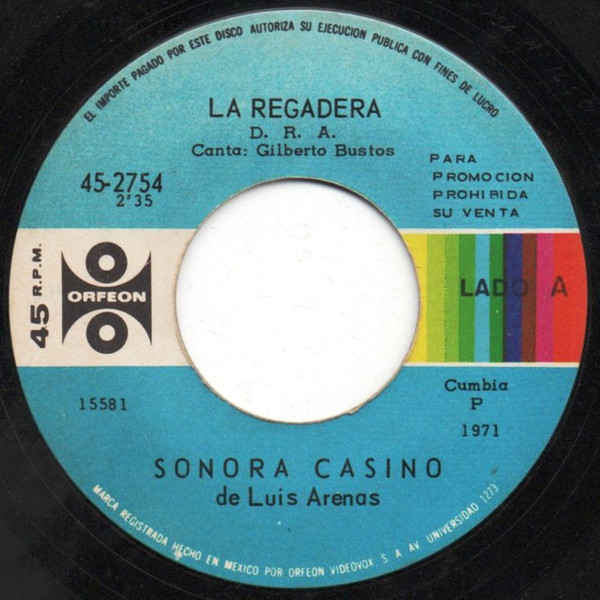 EL IMPORTE PAGADO POR ESTE DISCO AUTORIZA SU EJECUCION PUBLICA CON FINES DE LUCRO
LA REGADERA
D. R. A.
Canta: Gilberto Bustos
45-2754
2'35
PARA
PROMOCION
PROHIBIDA
SU VENTA
45 R.P.M.
ORFEON
LADO A
15581
Cumbia
P
1971
SONORA CASINO
de Luis Arenas
MARCA REGISTRADA HECHO EN MEXICO POR ORFEON VIDEOVOX, S. A AV UNIVERSIDAD 1273